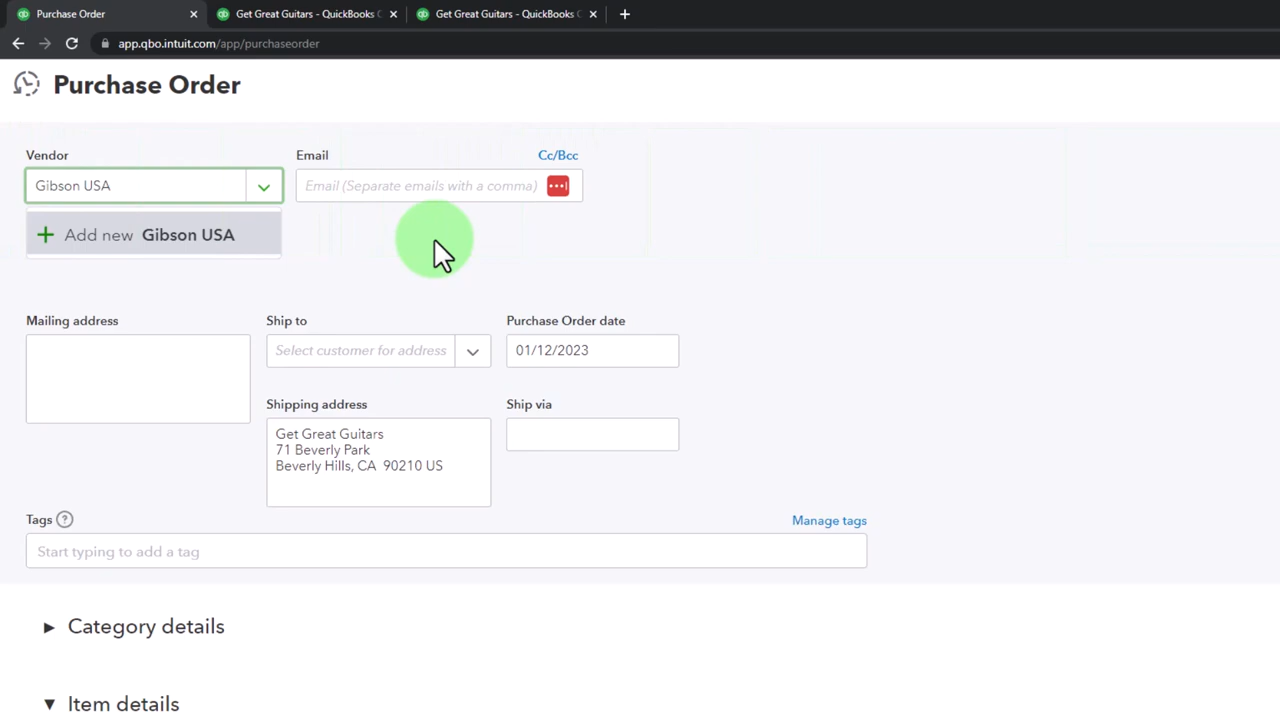 Purchase Order
Get Great Guitars - QuickBooks
Get Great Guitars - QuickBooks
app.qbo.intuit.com/app/purchaseorder
Purchase Order
Vendor
Email
Cc/Bcc
Gibson USA
Email (Separate emails with a comma)
+ Add new Gibson USA
Mailing address
Ship to
Purchase Order date
Select customer for address
01/12/2023
Shipping address
Ship via
Get Great Guitars
71 Beverly Park
Beverly Hills, CA 90210 US
Tags ?
Manage tags
Start typing to add a tag
Category details
Item details